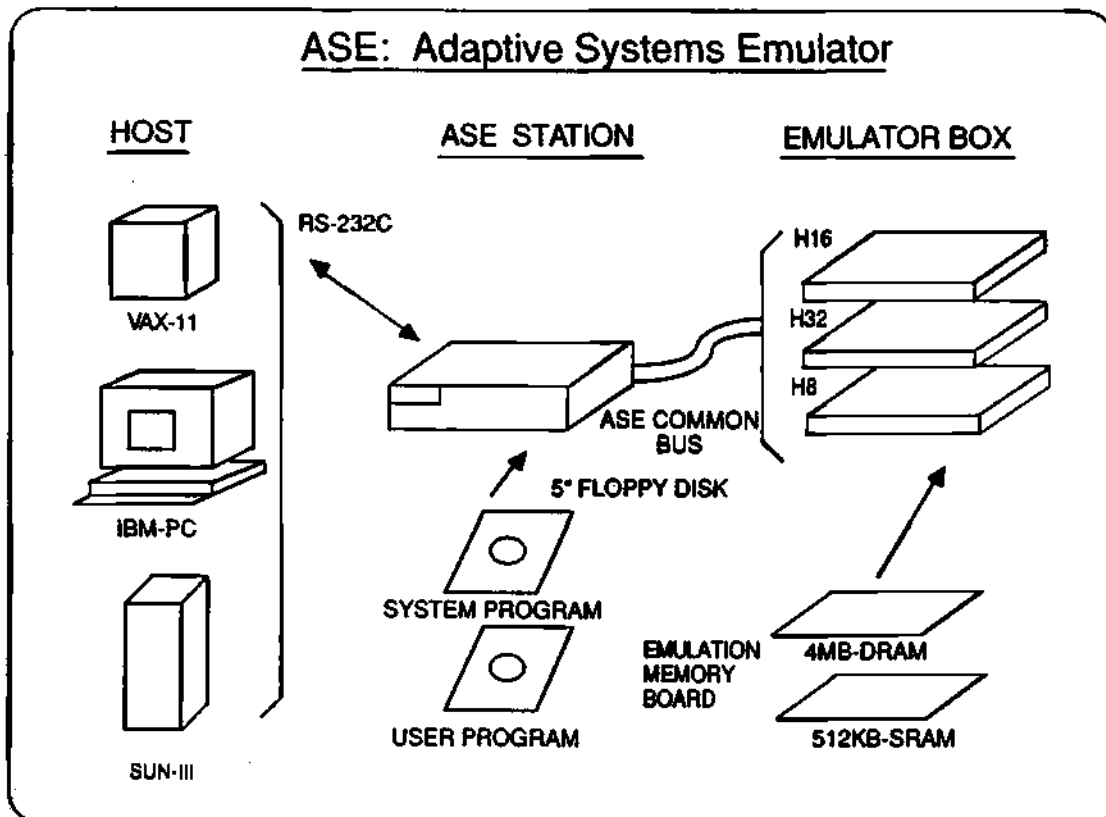 ASE: Adaptive Systems Emulator
HOST
ASE STATION
EMULATOR BOX
RS-232C
VAX-11
IBM-PC
SUN-III
ASE COMMON
BUS
5" FLOPPY DISK
SYSTEM PROGRAM
USER PROGRAM
H16
H32
H8
EMULATION
MEMORY
BOARD
4MB-DRAM
512KB-SRAM